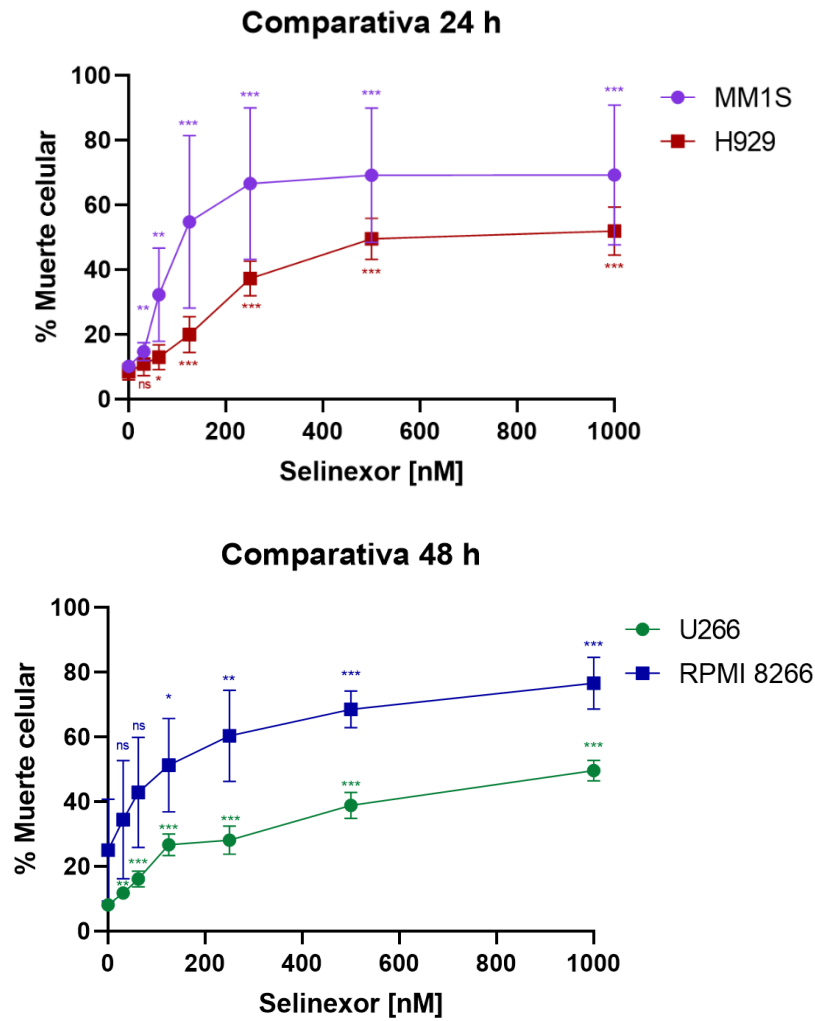 Comparativa 24 h
100
80
60
40
20
0
% Muerte celular
*** *** *** ***
** **
MM1S
H929
ns * *** *** *** ***
0 200 400 600 800 1000
Selinexor [nM]
Comparativa 48 h
100
80
60
40
20
0
% Muerte celular
ns ns * ** *** ***
** *** *** *** *** ***
U266
RPMI 8266
0 200 400 600 800 1000
Selinexor [nM]